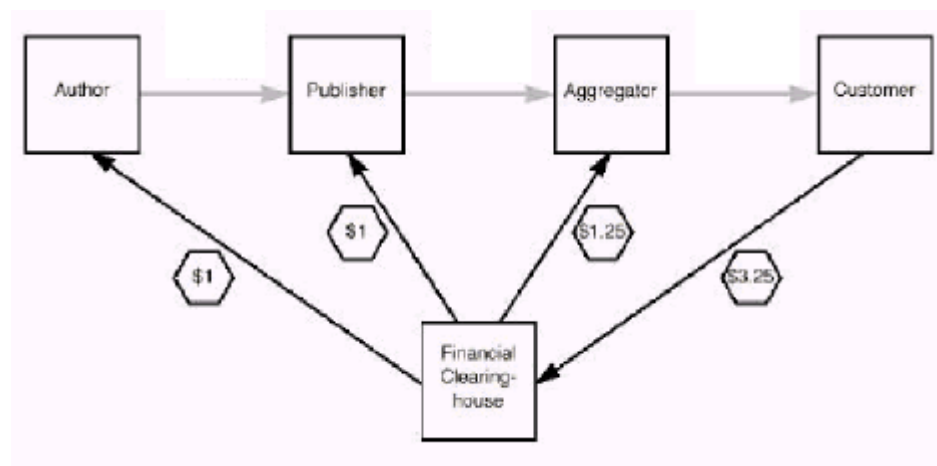 Author
Publisher
Aggregator
Customer
$1
$1
$1.25
$3.25
Financial
Clearing-
house